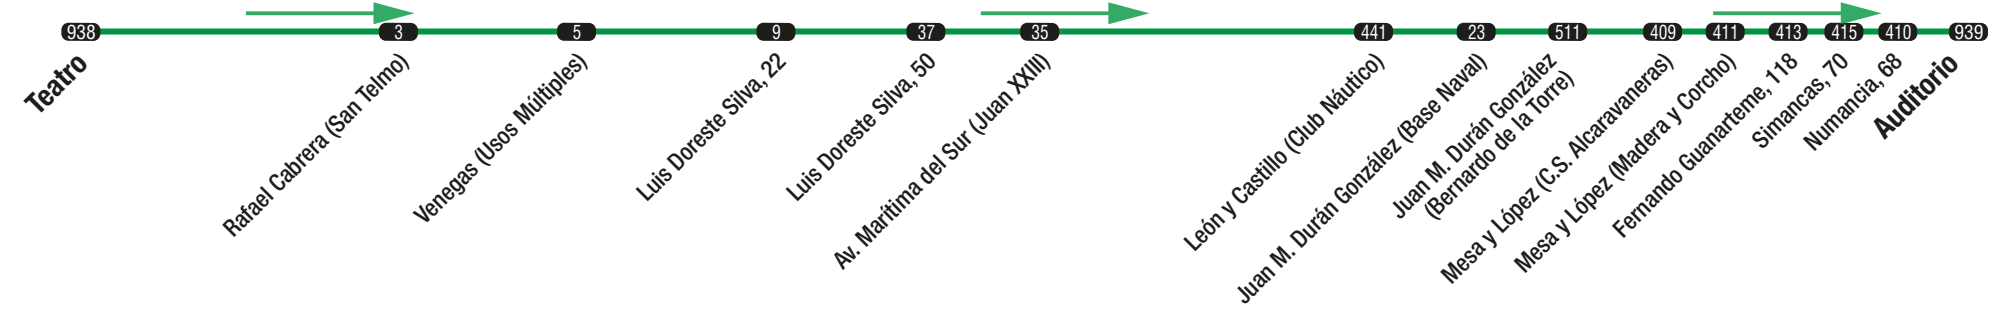 938
3
5
9
37
35
441
23
511
409
411
413
415
410
939
Teatro
Rafael Cabrera (San Telmo)
Venegas (Usos Múltiples)
Luis Doreste Silva, 22
Luis Doreste Silva, 50
Av. Marítima del Sur (Juan XXIII)
León y Castillo (Club Náutico)
Juan M. Durán González (Base Naval)
Juan M. Durán González
(Bernardo de la Torre)
Mesa y López (C.S. Alcaravaneras)
Mesa y López (Madera y Corcho)
Fernando Guanarteme, 118
Simancas, 70
Numancia, 68
Auditorio